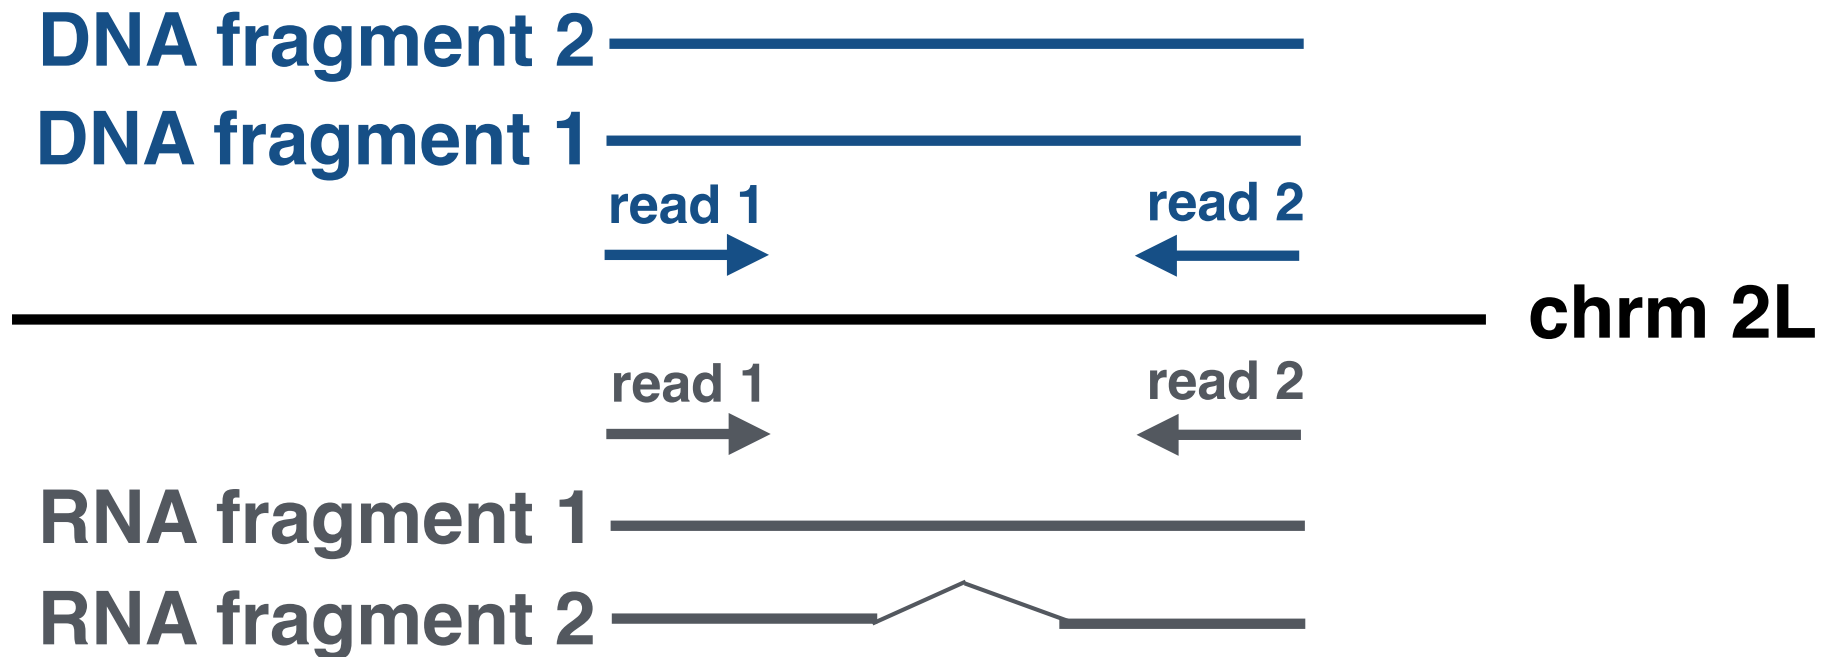 DNA fragment 2
DNA fragment 1
read 1 read 2
chrm 2L
read 1 read 2
RNA fragment 1
RNA fragment 2